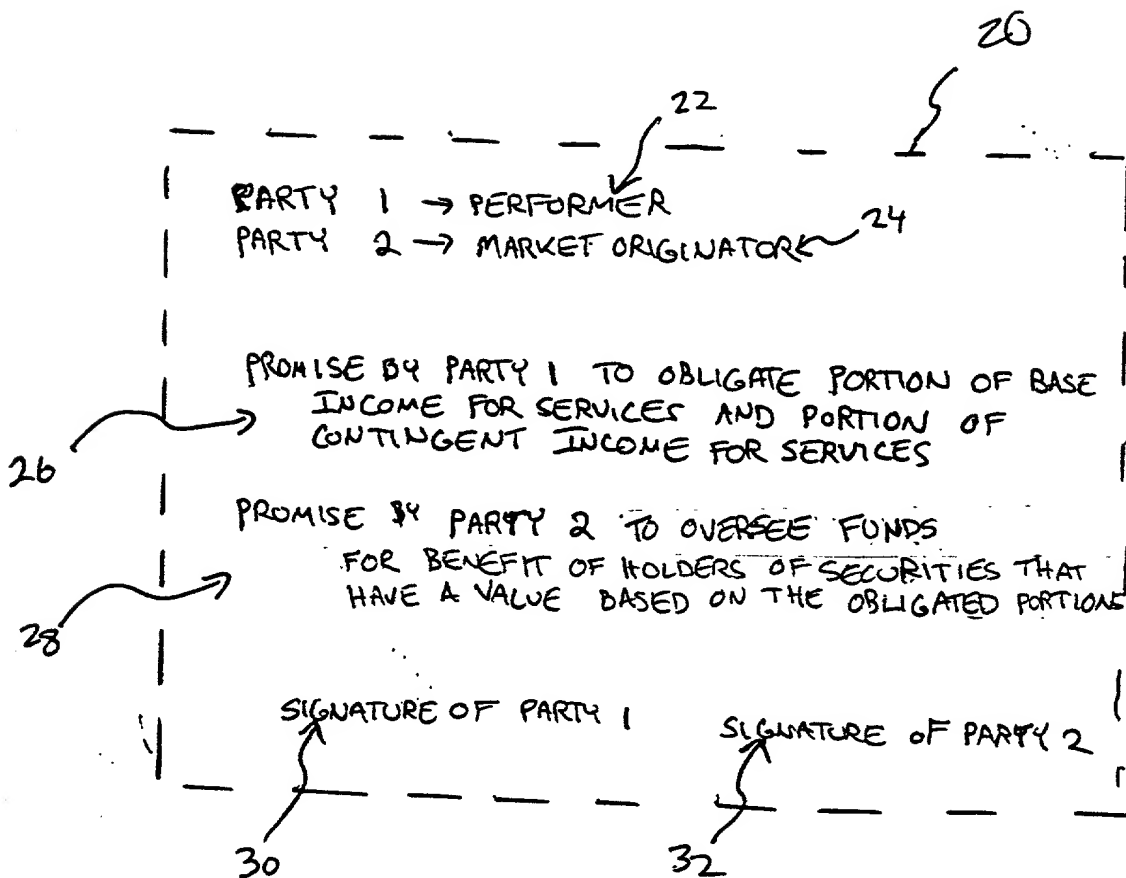 20
22
PARTY 1 → PERFORMER
PARTY 2 → MARKET ORIGINATOR
24
PROMISE BY PARTY 1 TO OBLIGATE PORTION OF BASE
INCOME FOR SERVICES AND PORTION OF
CONTINGENT INCOME FOR SERVICES
26
PROMISE BY PARTY 2 TO OVERSEE FUNDS
FOR BENEFIT OF HOLDERS OF SECURITIES THAT
HAVE A VALUE BASED ON THE OBLIGATED PORTIONS
28
SIGNATURE OF PARTY 1
SIGNATURE OF PARTY 2
30
32